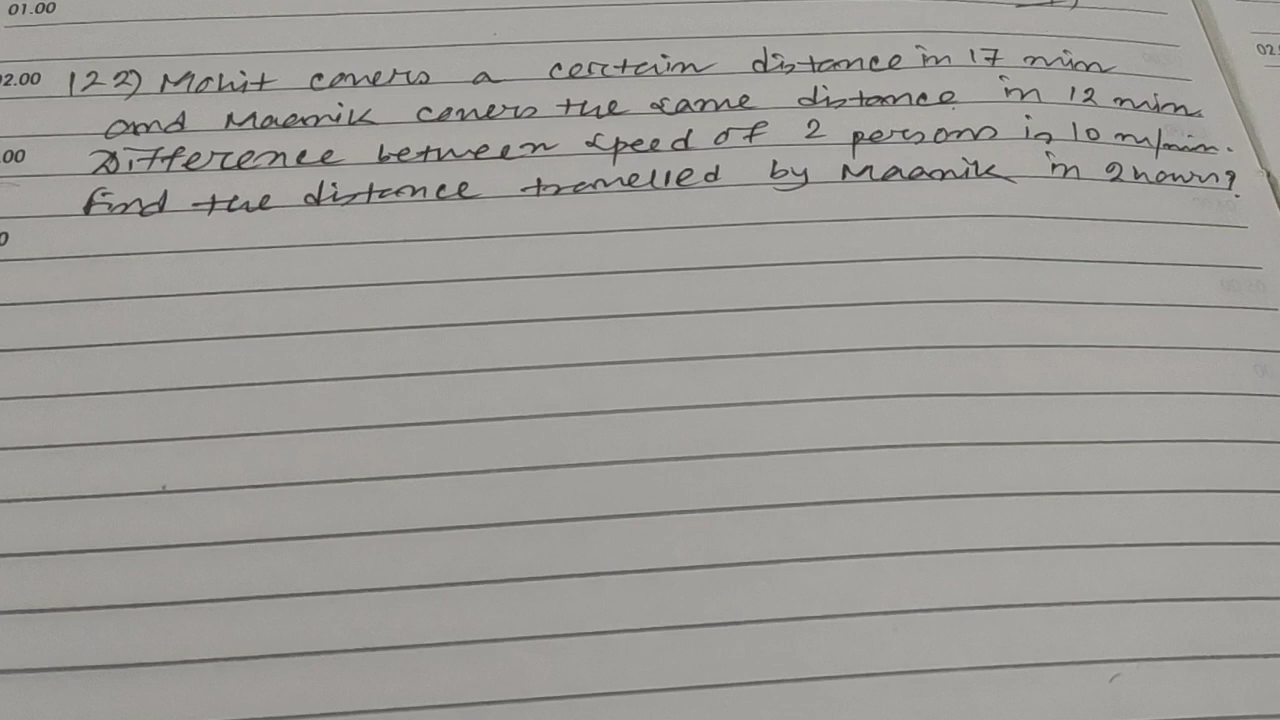 01.00
02.00 122) Mohit covers a certain distance in 17 min
and Maanik covers the same distance in 12 min.
.00 Difference between speed of 2 persons is 10 m/min.
find the distance travelled by Maanik in 2 hours?
0
02